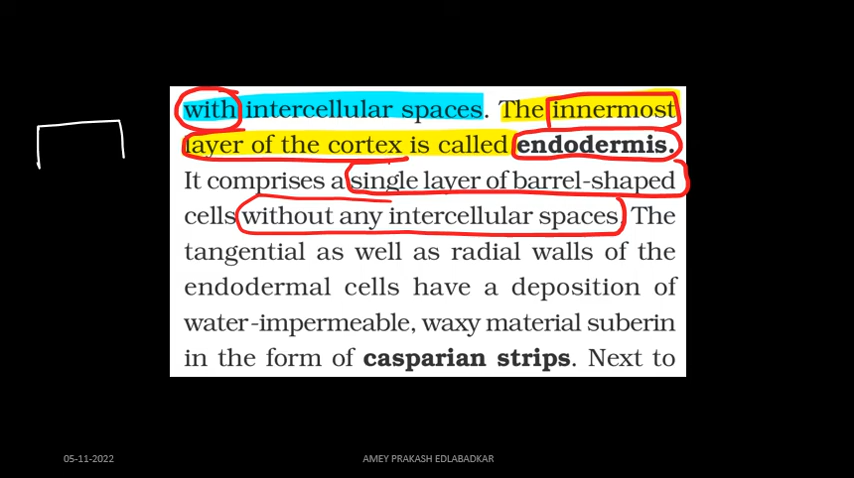 with intercellular spaces. The innermost
layer of the cortex is called endodermis.
It comprises a single layer of barrel-shaped
cells without any intercellular spaces. The
tangential as well as radial walls of the
endodermal cells have a deposition of
water-impermeable, waxy material suberin
in the form of casparian strips. Next to
05-11-2022
AMEY PRAKASH EDLABADKAR